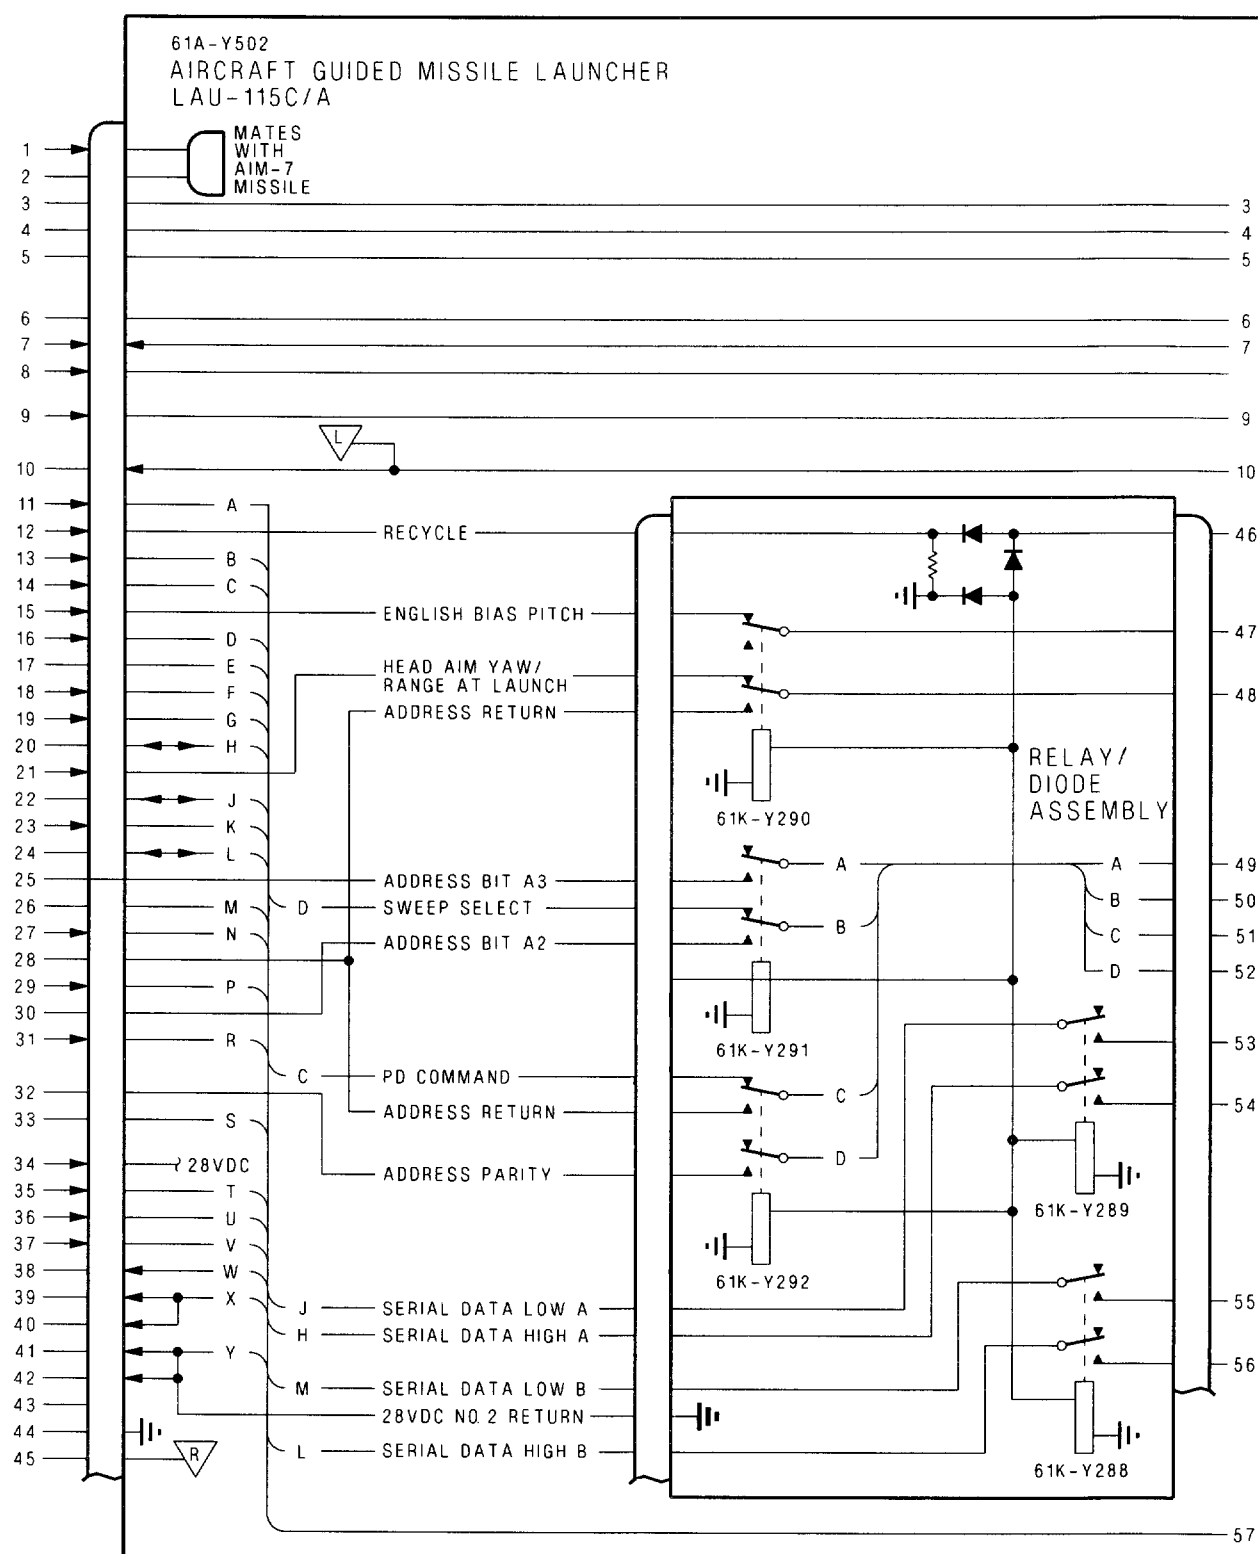 61A-Y502
AIRCRAFT GUIDED MISSILE LAUNCHER
LAU-115C/A
MATES
WITH
AIM-7
MISSILE
1
2
3 3
4 4
5 5
6 6
7 7
8
9 9
L
10 10
11 A
12 RECYCLE 46
13 B
14 C
15 ENGLISH BIAS PITCH 47
16 D
17 E HEAD AIM YAW/
18 F RANGE AT LAUNCH 48
19 G ADDRESS RETURN
20 H
21
RELAY/
DIODE
ASSEMBLY
22 J
61K-Y290
23 K
24 L A A 49
25 ADDRESS BIT A3
26 M D SWEEP SELECT B B 50
27 N ADDRESS BIT A2 C 51
28 D 52
29 P
30
31 R 61K-Y291 53
C PD COMMAND
32 C
33 S ADDRESS RETURN 54
D
34 28VDC ADDRESS PARITY
35 T
36 U 61K-Y289
37 V
38 W 61K-Y292
39 X J SERIAL DATA LOW A 55
40 H SERIAL DATA HIGH A
41 Y
42 M SERIAL DATA LOW B 56
43 28VDC NO. 2 RETURN
44
45 R L SERIAL DATA HIGH B
61K-Y288
57